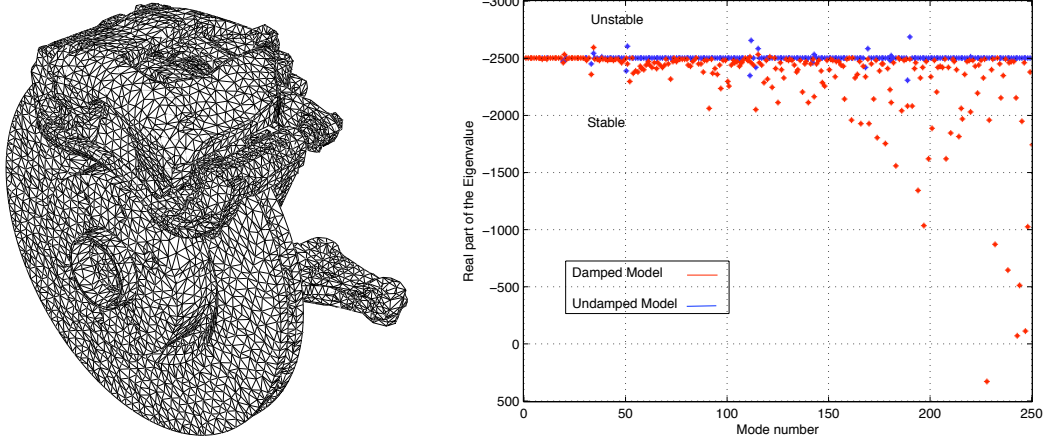 −3000
−2500
−2000
−1500
−1000
−500
0
500
Real part of the Eigenvalue
Unstable
Stable
Damped Model
Undamped Model
0 50 100 150 200 250
Mode number